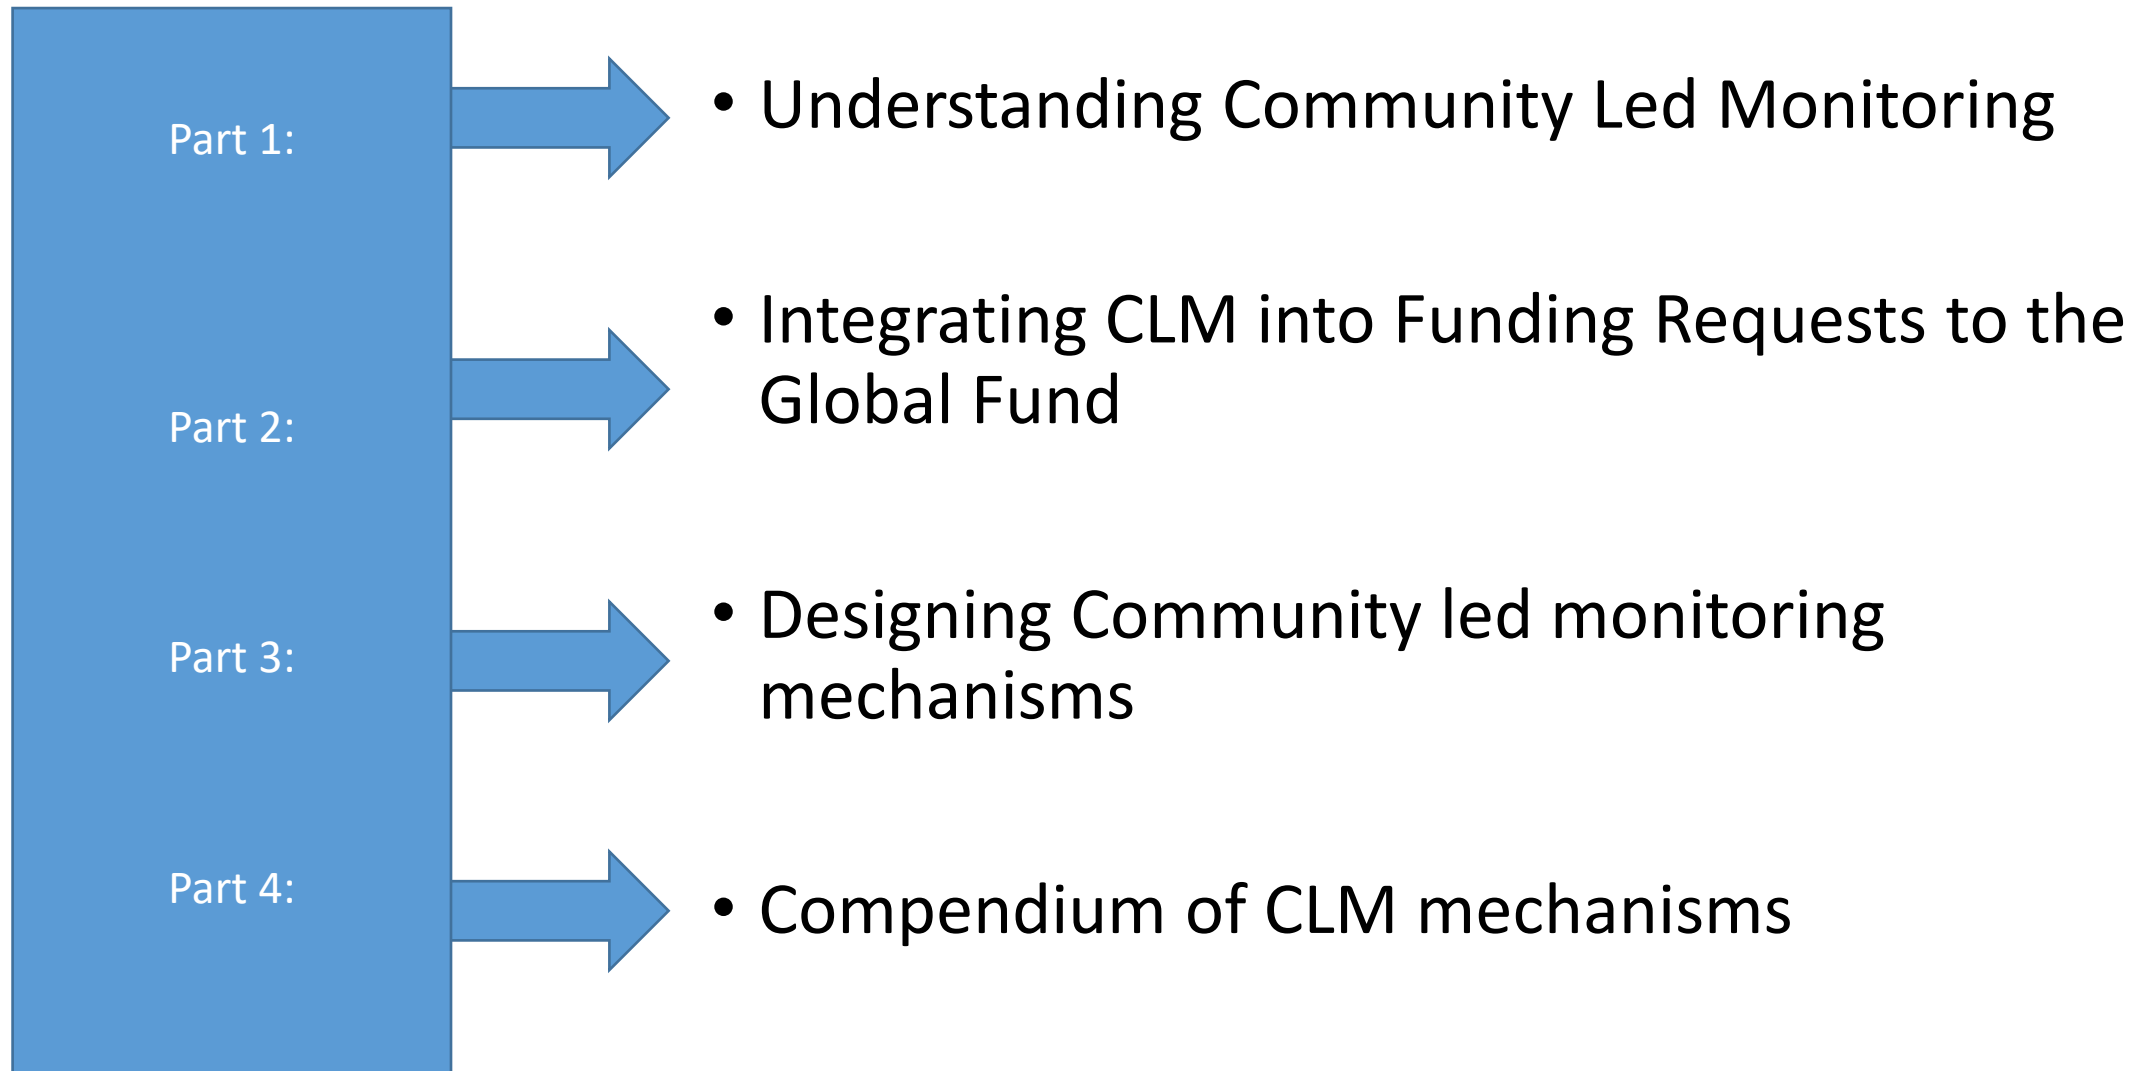 Part 1:
• Understanding Community Led Monitoring
Part 2:
• Integrating CLM into Funding Requests to the
Global Fund
Part 3:
• Designing Community led monitoring
mechanisms
Part 4:
• Compendium of CLM mechanisms